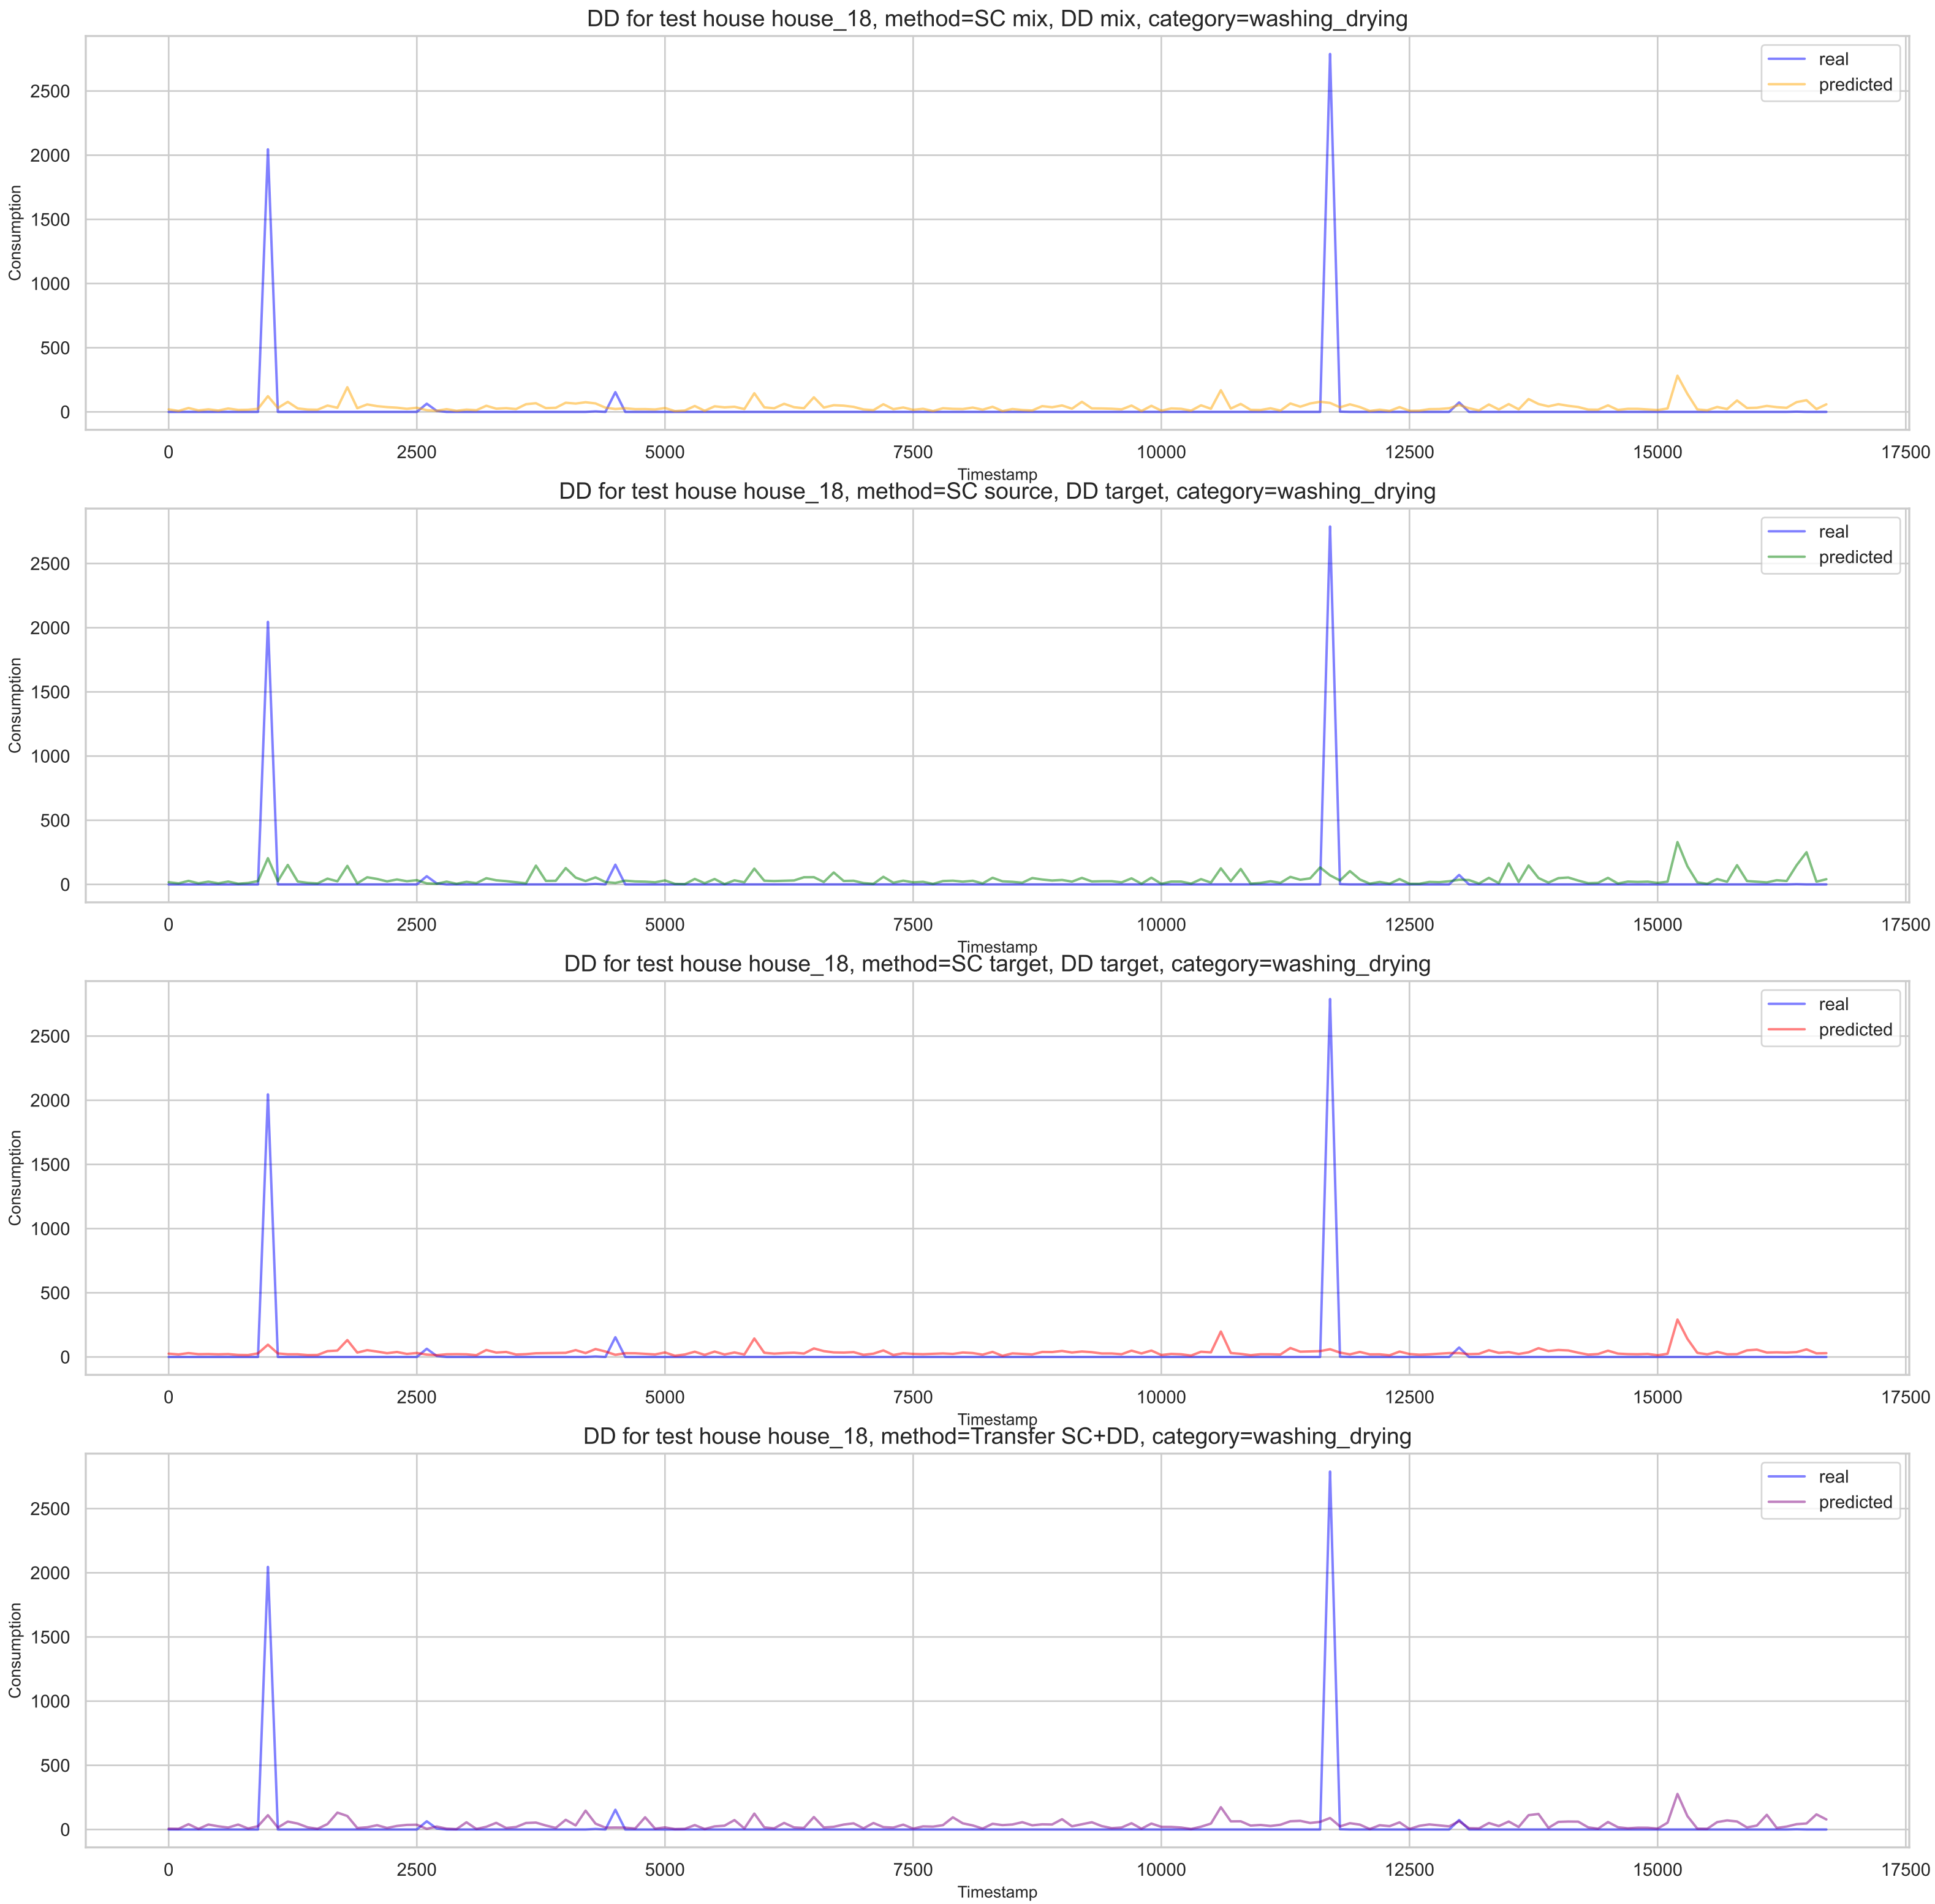 DD for test house house_18, method=SC mix, DD mix, category=washing_drying
real
predicted
Consumption
2500
2000
1500
1000
500
0
0 2500 5000 7500 10000 12500 15000 17500
Timestamp
DD for test house house_18, method=SC source, DD target, category=washing_drying
real
predicted
Consumption
2500
2000
1500
1000
500
0
0 2500 5000 7500 10000 12500 15000 17500
Timestamp
DD for test house house_18, method=SC target, DD target, category=washing_drying
real
predicted
Consumption
2500
2000
1500
1000
500
0
0 2500 5000 7500 10000 12500 15000 17500
Timestamp
DD for test house house_18, method=Transfer SC+DD, category=washing_drying
real
predicted
Consumption
2500
2000
1500
1000
500
0
0 2500 5000 7500 10000 12500 15000 17500
Timestamp